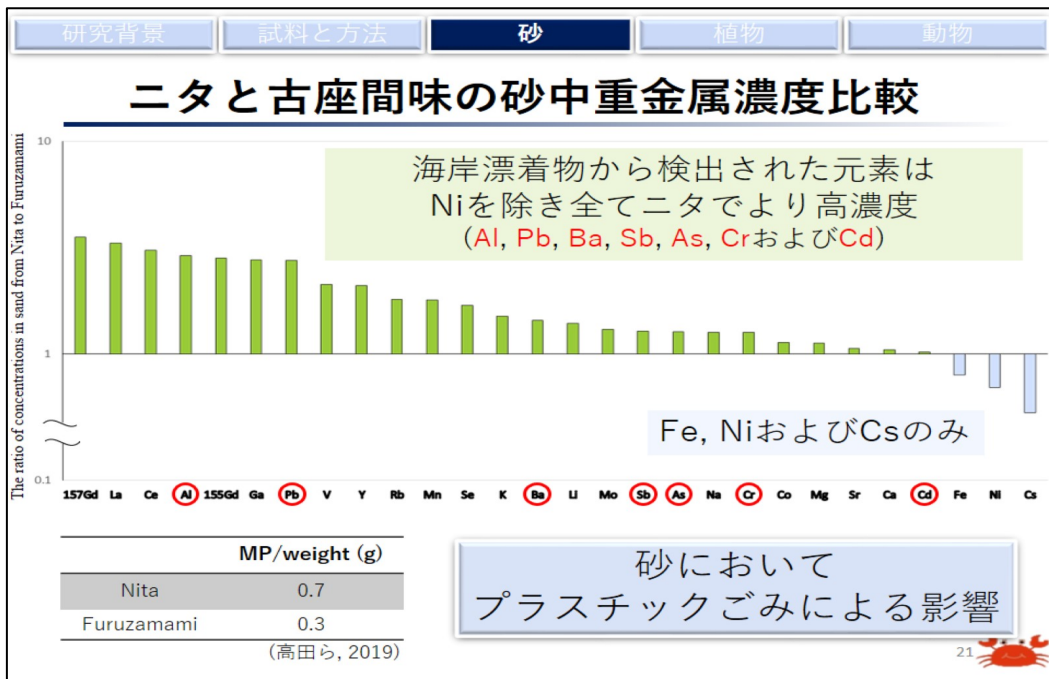 研究背景
試料と方法
砂
植物
動物
ニタと古座間味の砂中重金属濃度比較
The ratio of concentrations in sand from Nita to Furuzamami
10
1
0.1
海岸漂着物から検出された元素は
Niを除き全てニタでより高濃度
(Al, Pb, Ba, Sb, As, CrおよびCd)
Fe, NiおよびCsのみ
157Gd La Ce Al 155Gd Ga Pb V Y Rb Mn Se K Ba Li Mo Sb As Na Cr Co Mg Sr Ca Cd Fe Ni Cs
MP/weight (g)
Nita 0.7
Furuzamami 0.3
(高田ら, 2019)
砂において
プラスチックごみによる影響
21